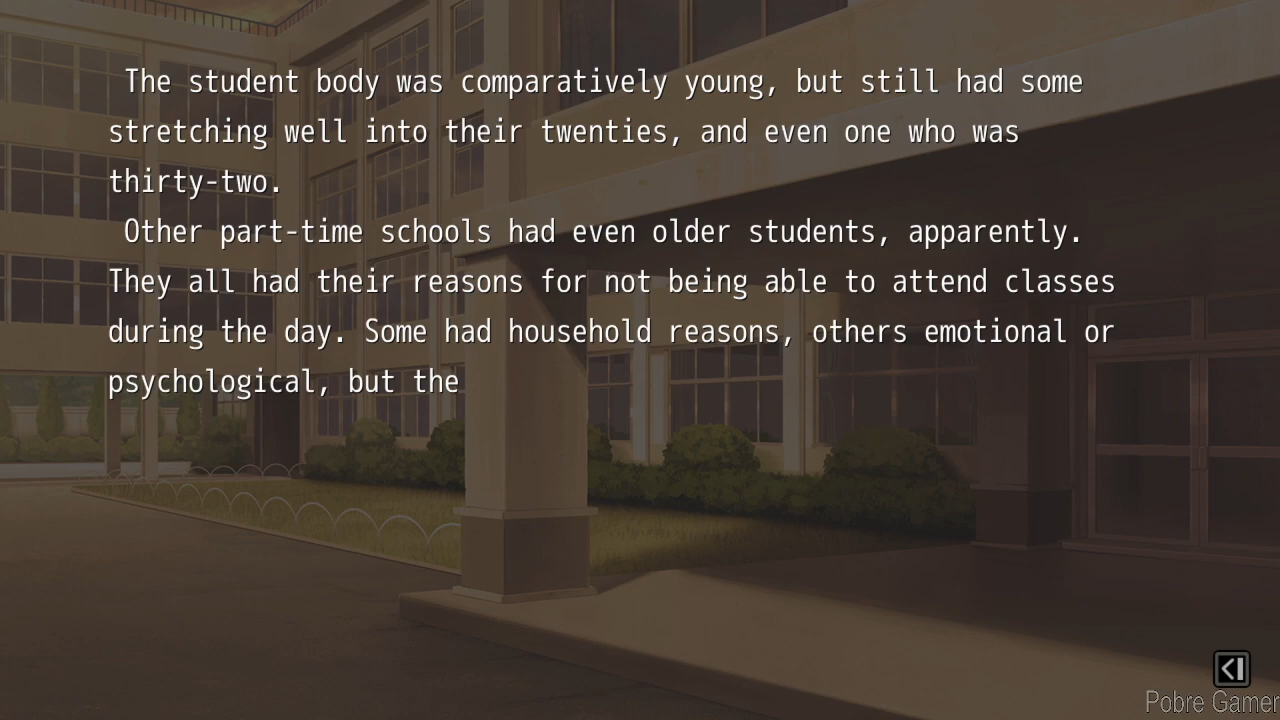 The student body was comparatively young, but still had some
stretching well into their twenties, and even one who was
thirty-two.
Other part-time schools had even older students, apparently.
They all had their reasons for not being able to attend classes
during the day. Some had household reasons, others emotional or
psychological, but the
Pobre Gamer